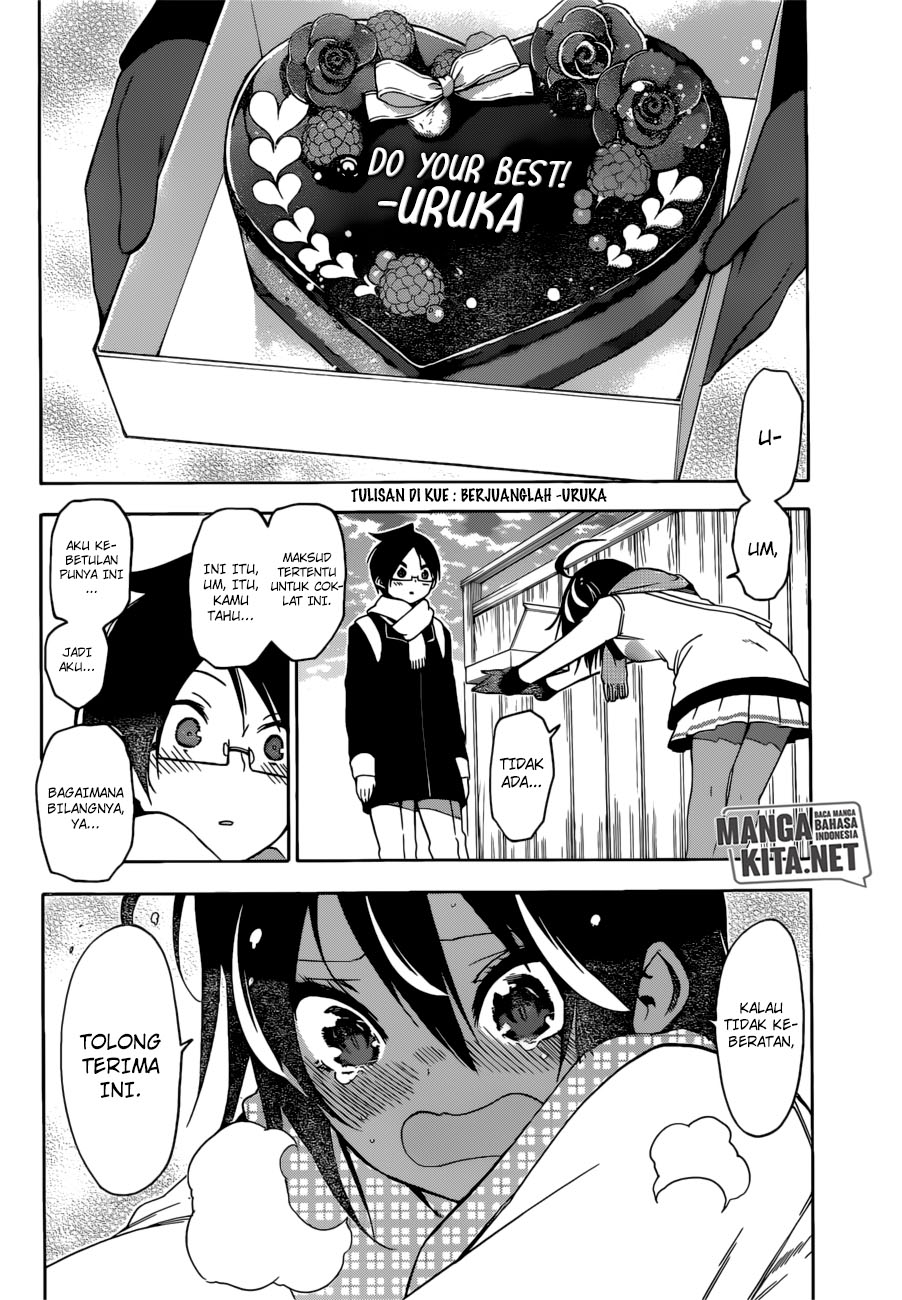 DO YOUR BEST!
-URUKA
TULISAN DI KUE : BERJUANGLAH -URUKA
U-
UM,
TIDAK
ADA...
MAKSUD
TERTENTU
UNTUK COK-
LAT INI.
INI ITU,
UM, ITU,
KAMU
TAHU...
AKU KE-
BETULAN
PUNYA INI
...
JADI
AKU...
BAGAIMANA
BILANGNYA,
YA...
MANGA
KITA.NET
BACA MANGA
BAHASA
INDONESIA
KALAU
TIDAK KE-
BERATAN,
TOLONG
TERIMA
INI.